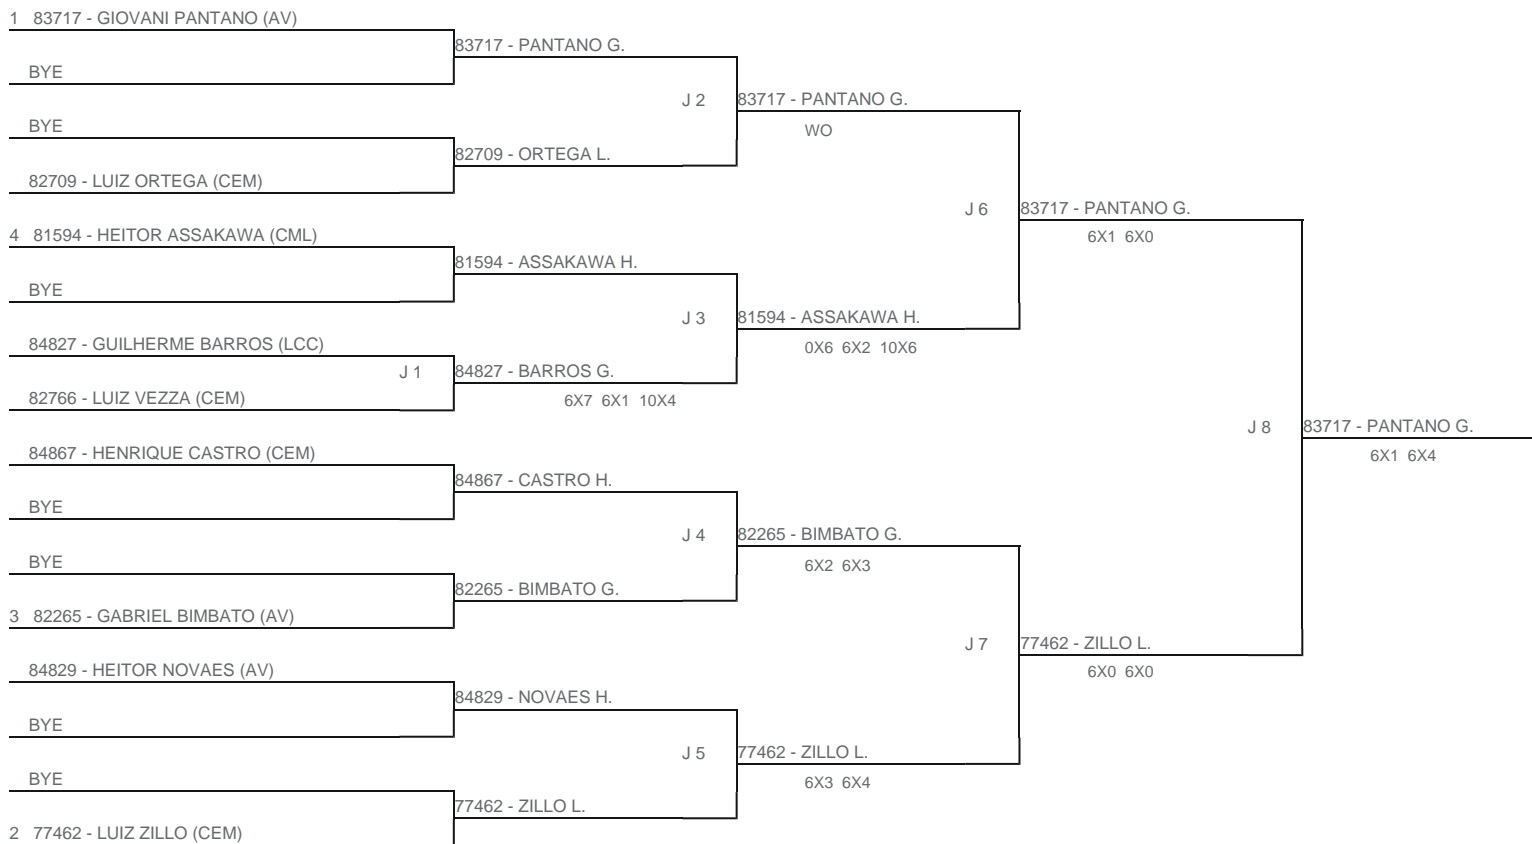 1 83717 - GIOVANI PANTANO (AV)
83717 - PANTANO G.
BYE
J 2 83717 - PANTANO G.
WO
BYE
82709 - ORTEGA L.
82709 - LUIZ ORTEGA (CEM)
J 6 83717 - PANTANO G.
6X1 6X0
4 81594 - HEITOR ASSAKAWA (CML)
81594 - ASSAKAWA H.
BYE
J 3 81594 - ASSAKAWA H.
0X6 6X2 10X6
84827 - GUILHERME BARROS (LCC)
J 1 84827 - BARROS G.
6X7 6X1 10X4
82766 - LUIZ VEZZA (CEM)
J 8 83717 - PANTANO G.
6X1 6X4
84867 - HENRIQUE CASTRO (CEM)
84867 - CASTRO H.
BYE
J 4 82265 - BIMBATO G.
6X2 6X3
BYE
82265 - BIMBATO G.
3 82265 - GABRIEL BIMBATO (AV)
J 7 77462 - ZILLO L.
6X0 6X0
84829 - HEITOR NOVAES (AV)
84829 - NOVAES H.
BYE
J 5 77462 - ZILLO L.
6X3 6X4
BYE
77462 - ZILLO L.
2 77462 - LUIZ ZILLO (CEM)